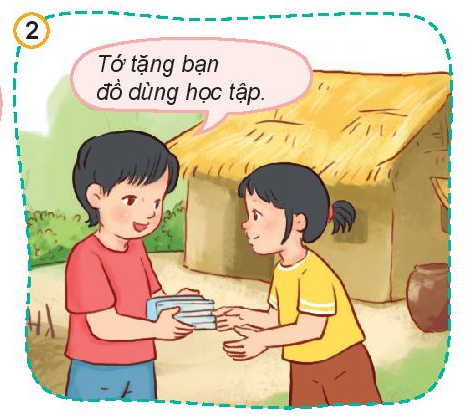 2
Tớ tặng bạn
đồ dùng học tập.